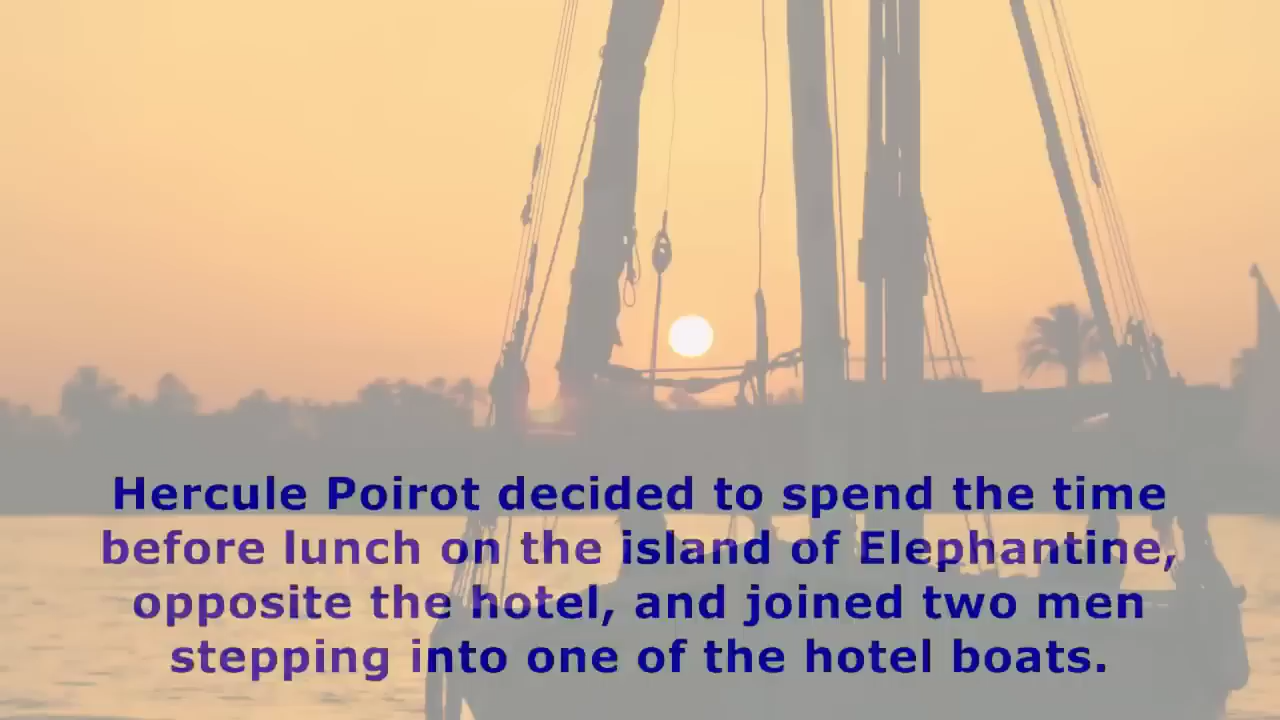 Hercule Poirot decided to spend the time
before lunch on the island of Elephantine,
opposite the hotel, and joined two men
stepping into one of the hotel boats.